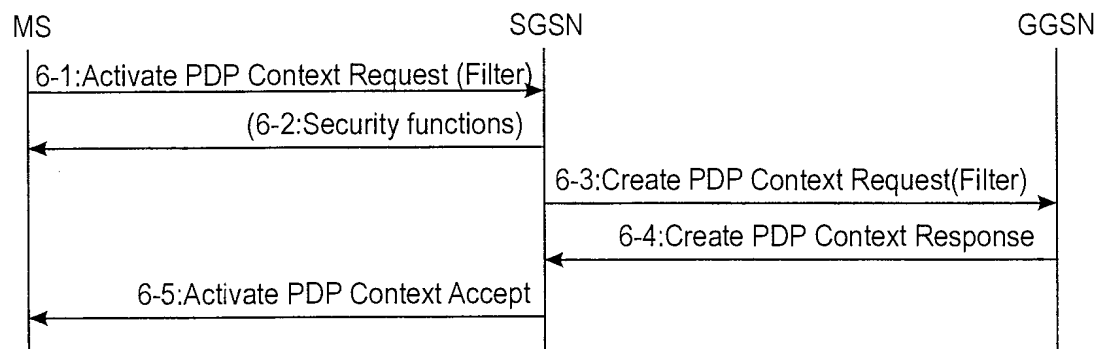 MS SGSN GGSN
6-1:Activate PDP Context Request (Filter)
(6-2:Security functions)
6-3:Create PDP Context Request(Filter)
6-4:Create PDP Context Response
6-5:Activate PDP Context Accept